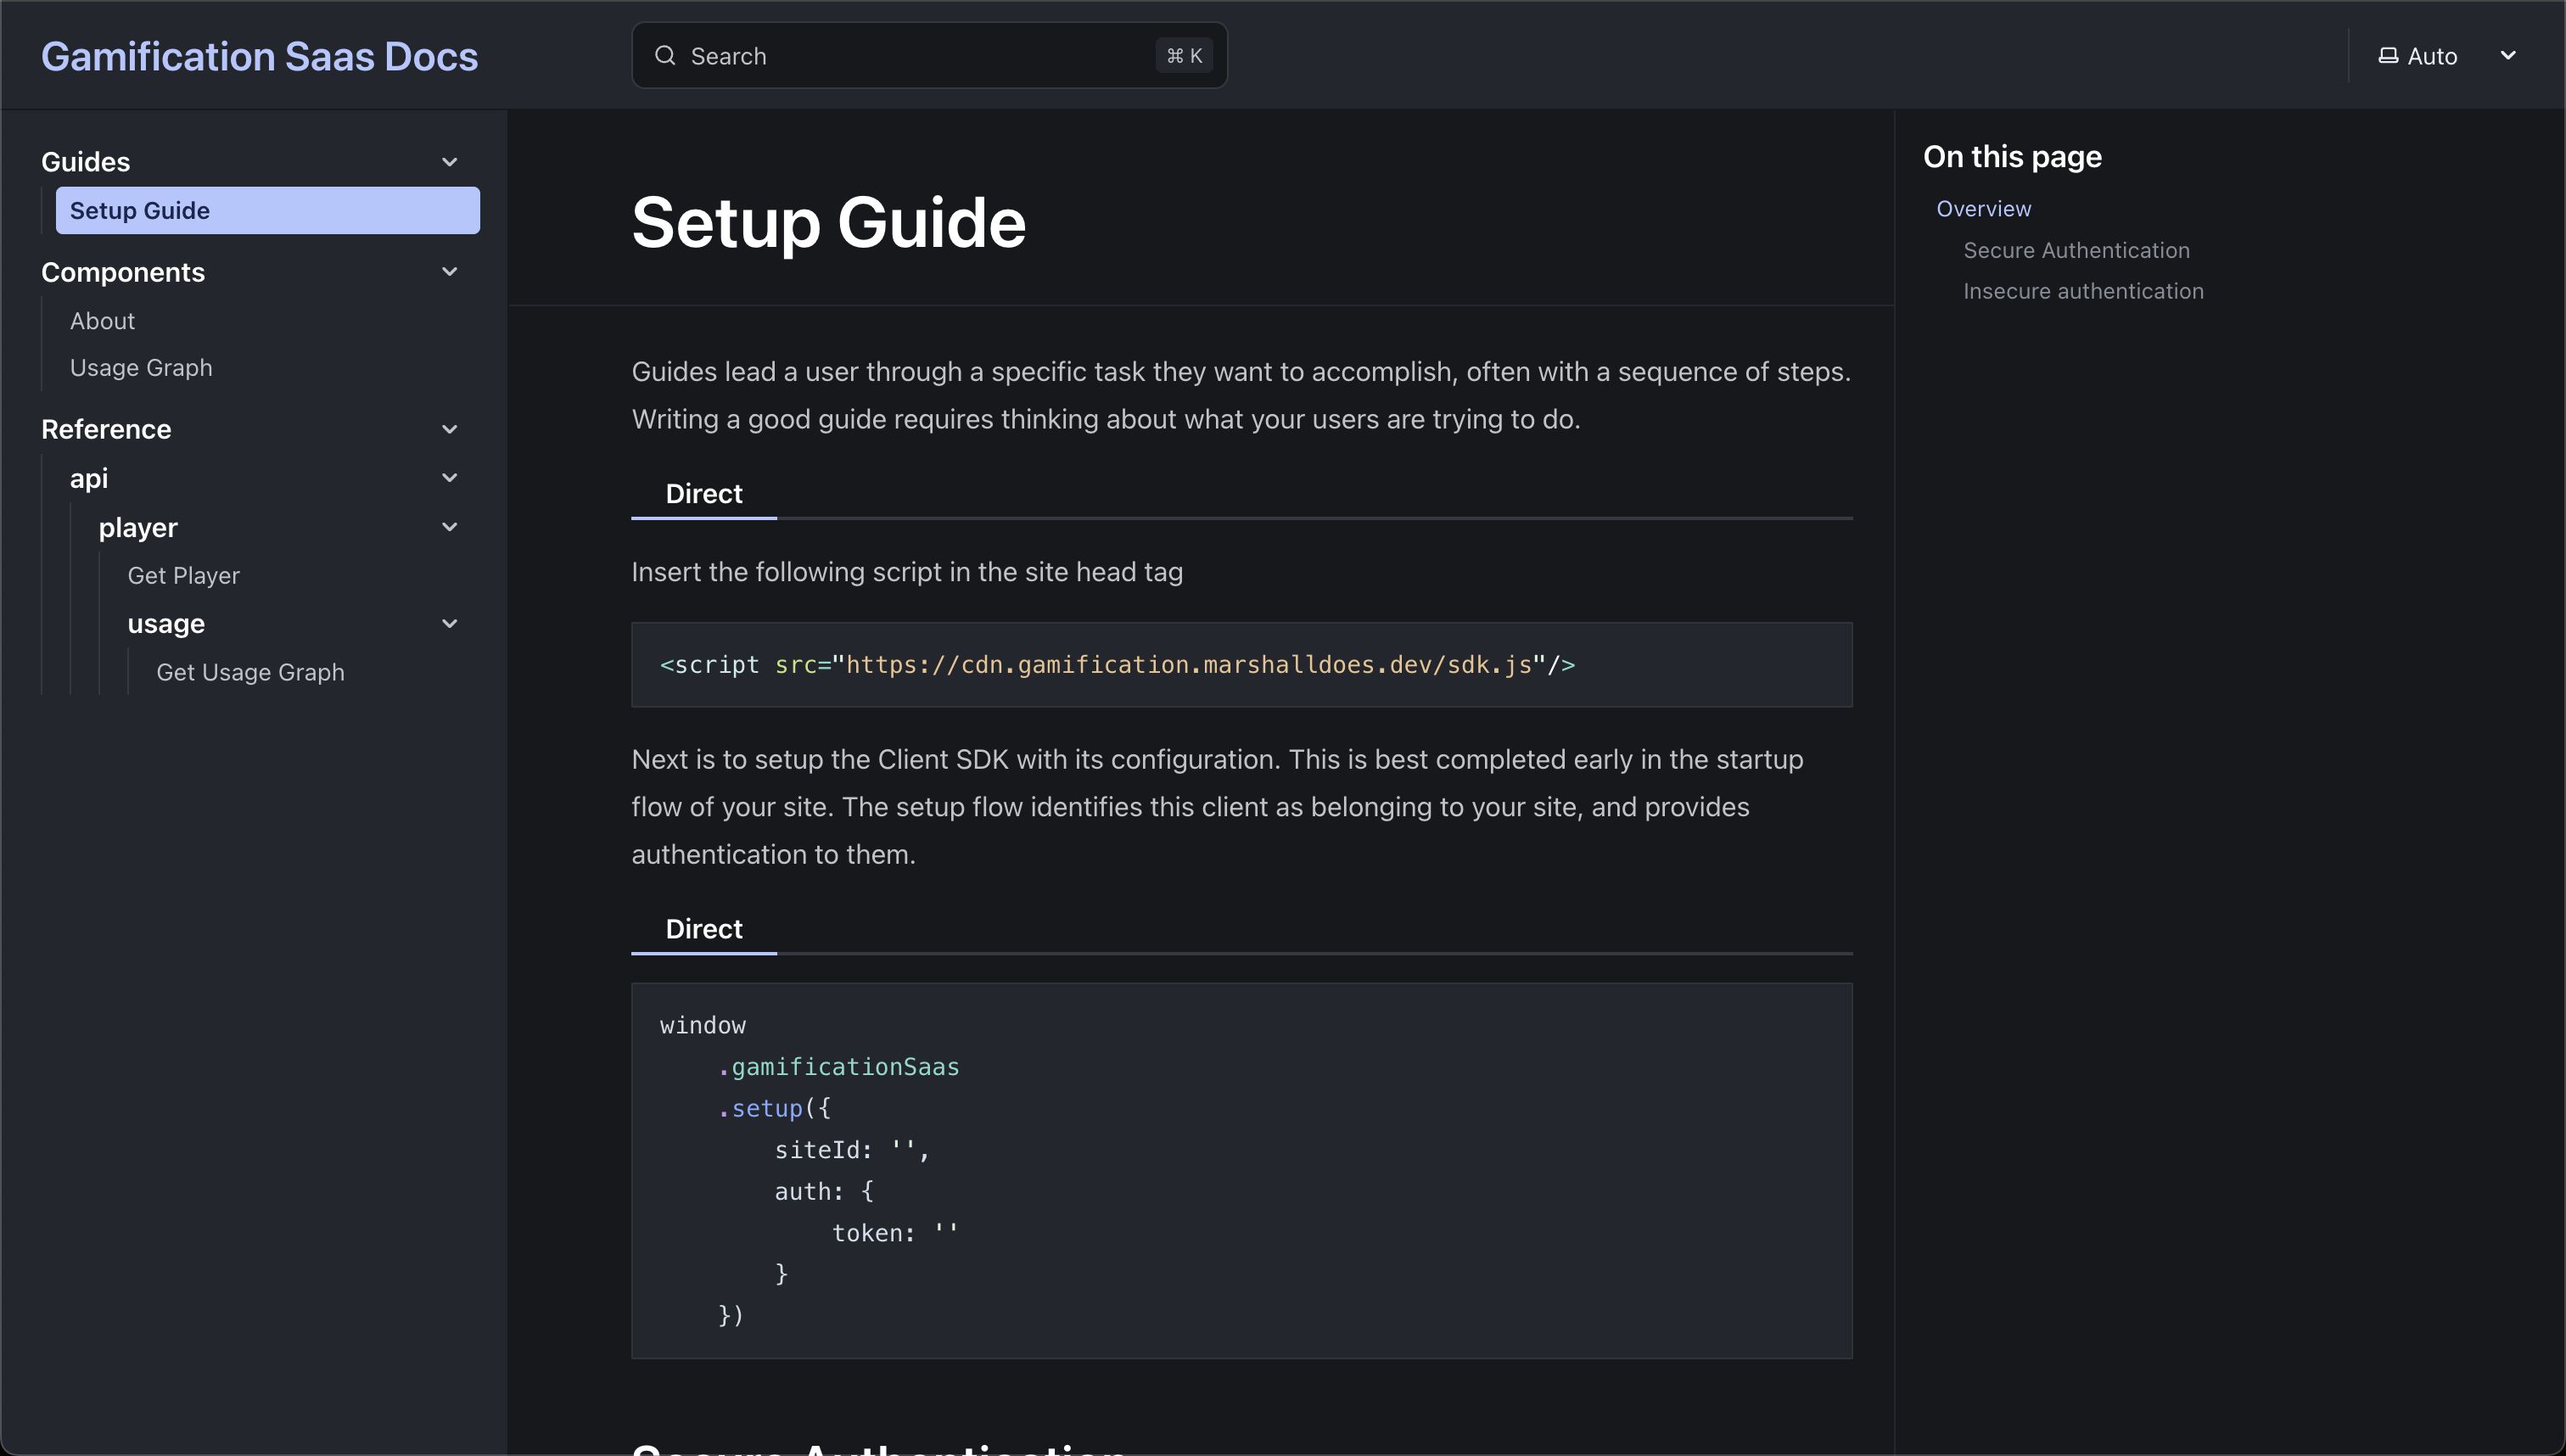 Gamification Saas Docs
Search
⌘ K
Auto
Guides
Setup Guide
Components
About
Usage Graph
Reference
api
player
Get Player
usage
Get Usage Graph
Setup Guide
Guides lead a user through a specific task they want to accomplish, often with a sequence of steps.
Writing a good guide requires thinking about what your users are trying to do.
Direct
Insert the following script in the site head tag
<script src="https://cdn.gamification.marshalldoes.dev/sdk.js"/>
Next is to setup the Client SDK with its configuration. This is best completed early in the startup
flow of your site. The setup flow identifies this client as belonging to your site, and provides
authentication to them.
Direct
window
    .gamificationSaas
    .setup({
        siteId: '',
        auth: {
            token: ''
        }
    })
Secure Authentication
On this page
Overview
Secure Authentication
Insecure authentication